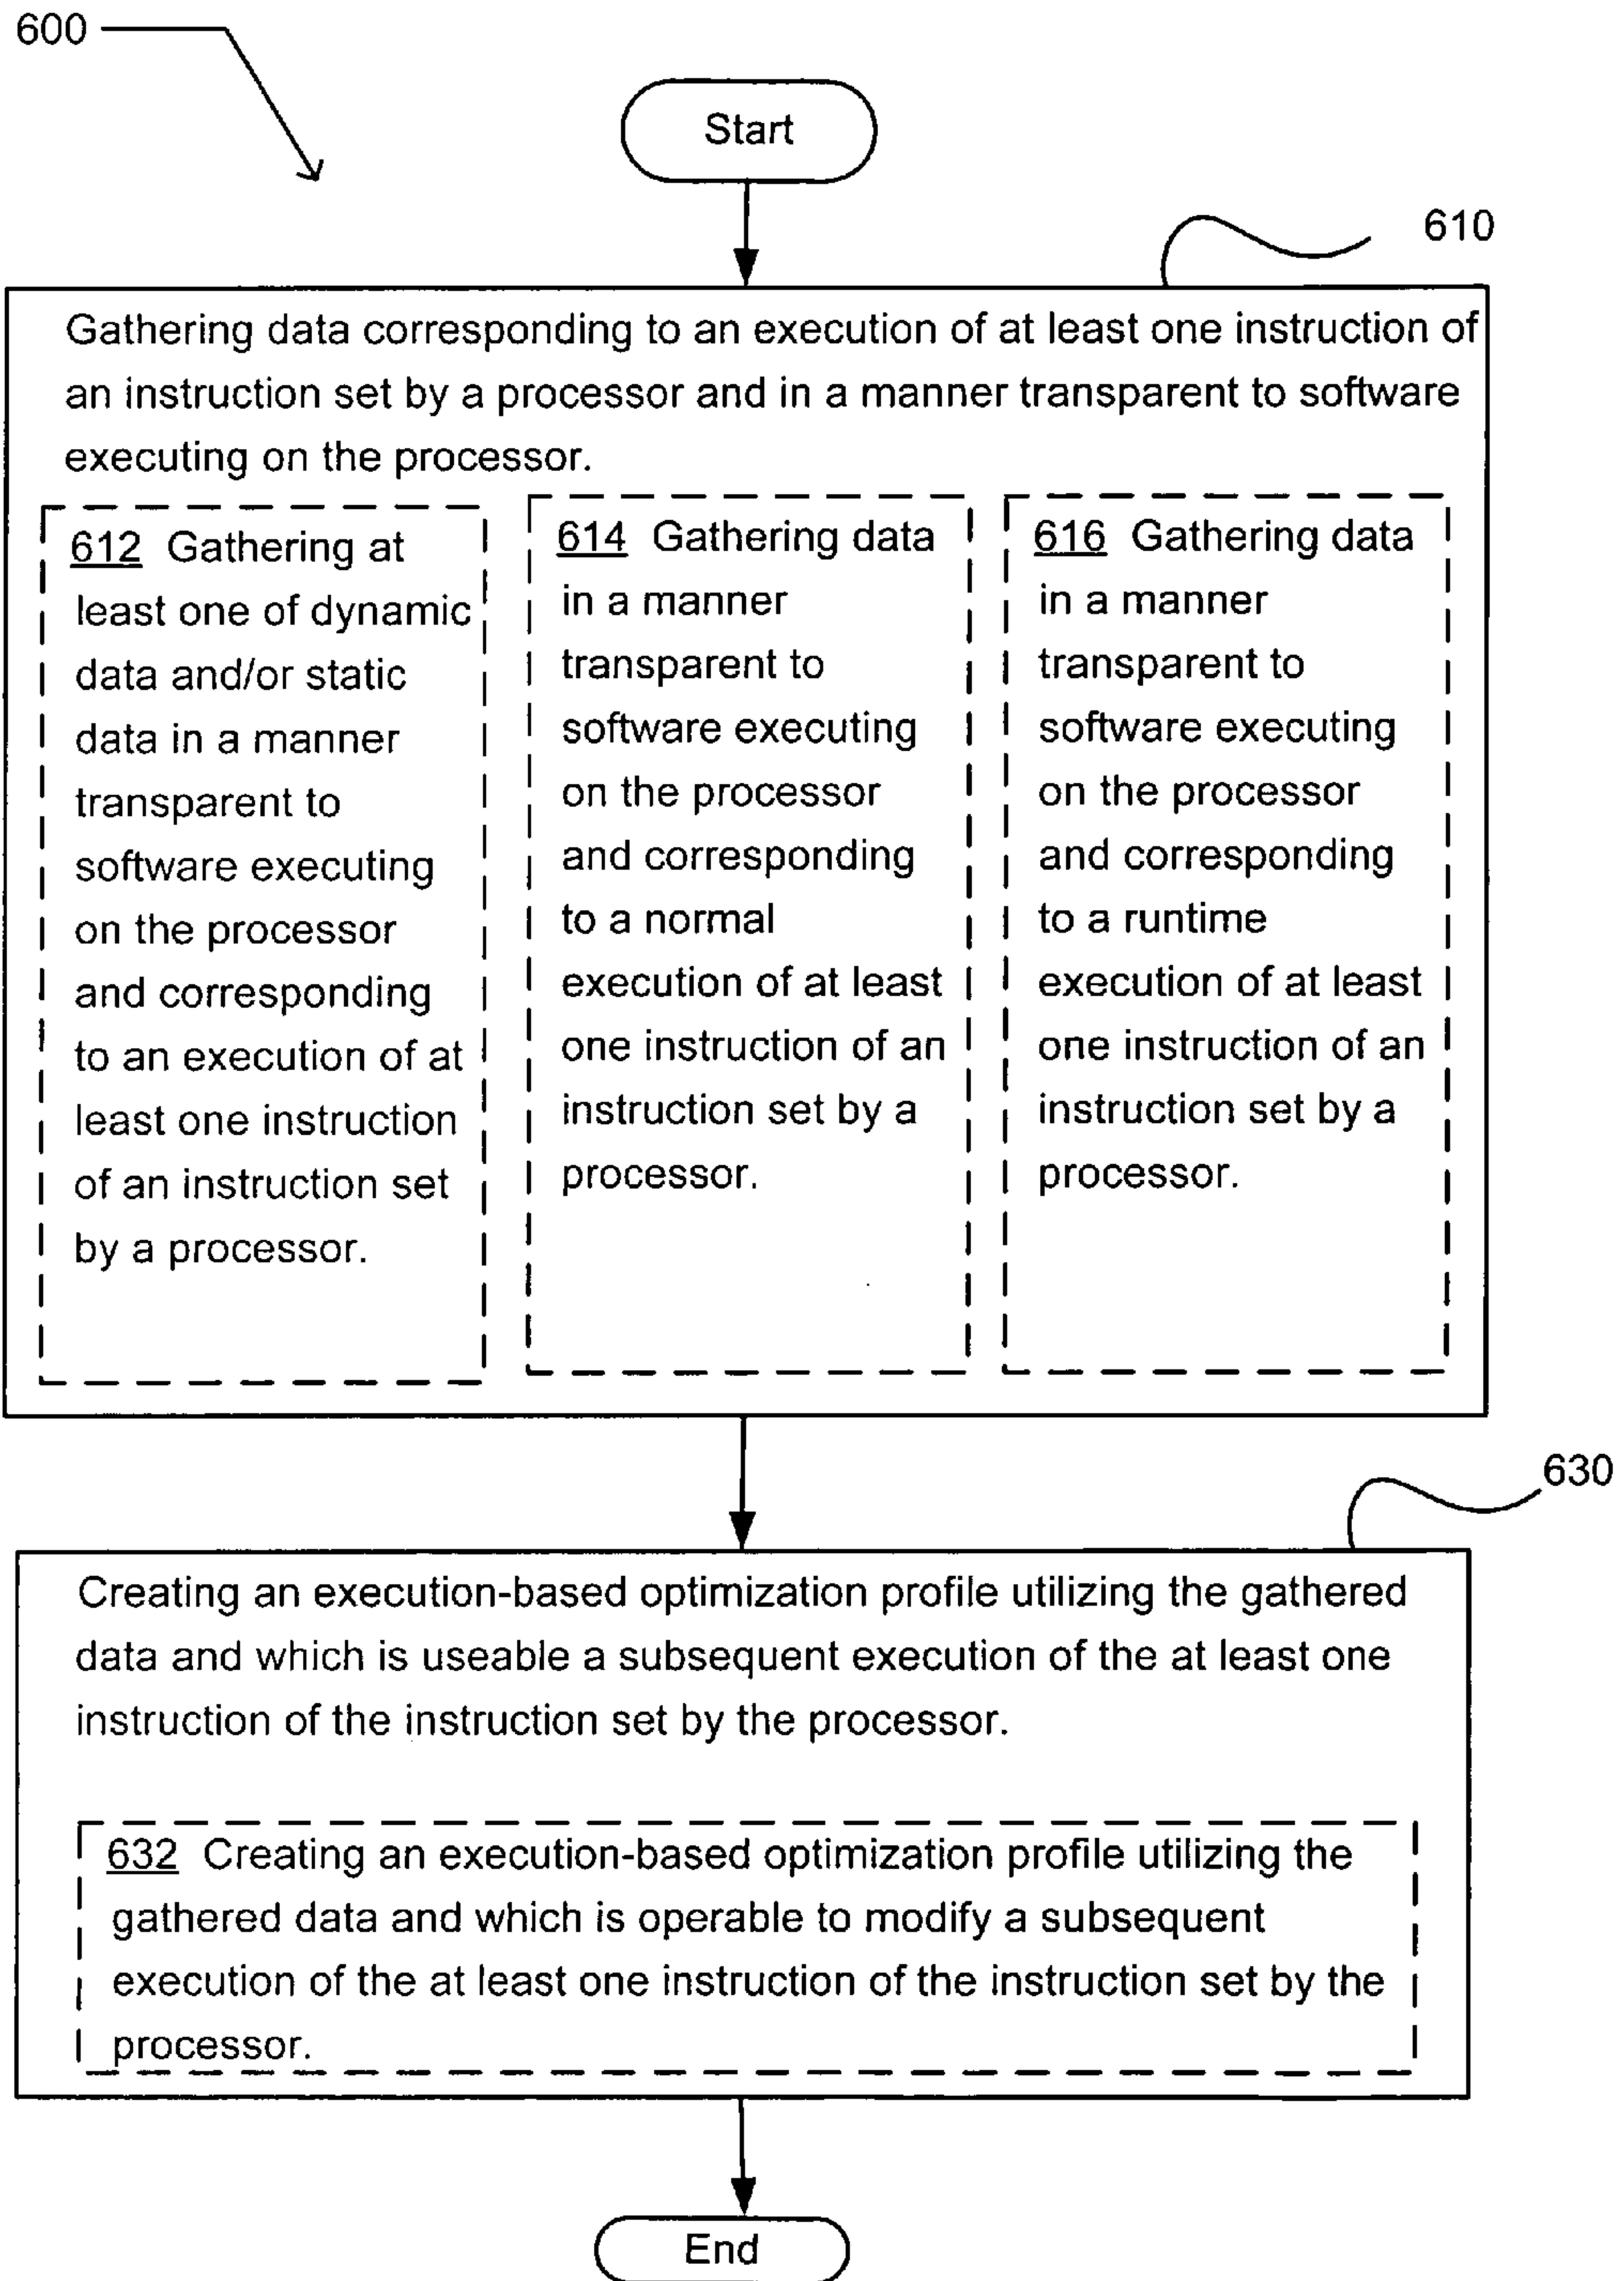 600
Start
610
Gathering data corresponding to an execution of at least one instruction of
an instruction set by a processor and in a manner transparent to software
executing on the processor.
612 Gathering at
least one of dynamic
data and/or static
data in a manner
transparent to
software executing
on the processor
and corresponding
to an execution of at
least one instruction
of an instruction set
by a processor.
614 Gathering data
in a manner
transparent to
software executing
on the processor
and corresponding
to a normal
execution of at least
one instruction of an
instruction set by a
processor.
616 Gathering data
in a manner
transparent to
software executing
on the processor
and corresponding
to a runtime
execution of at least
one instruction of an
instruction set by a
processor.
630
Creating an execution-based optimization profile utilizing the gathered
data and which is useable a subsequent execution of the at least one
instruction of the instruction set by the processor.
632 Creating an execution-based optimization profile utilizing the
gathered data and which is operable to modify a subsequent
execution of the at least one instruction of the instruction set by the
processor.
End